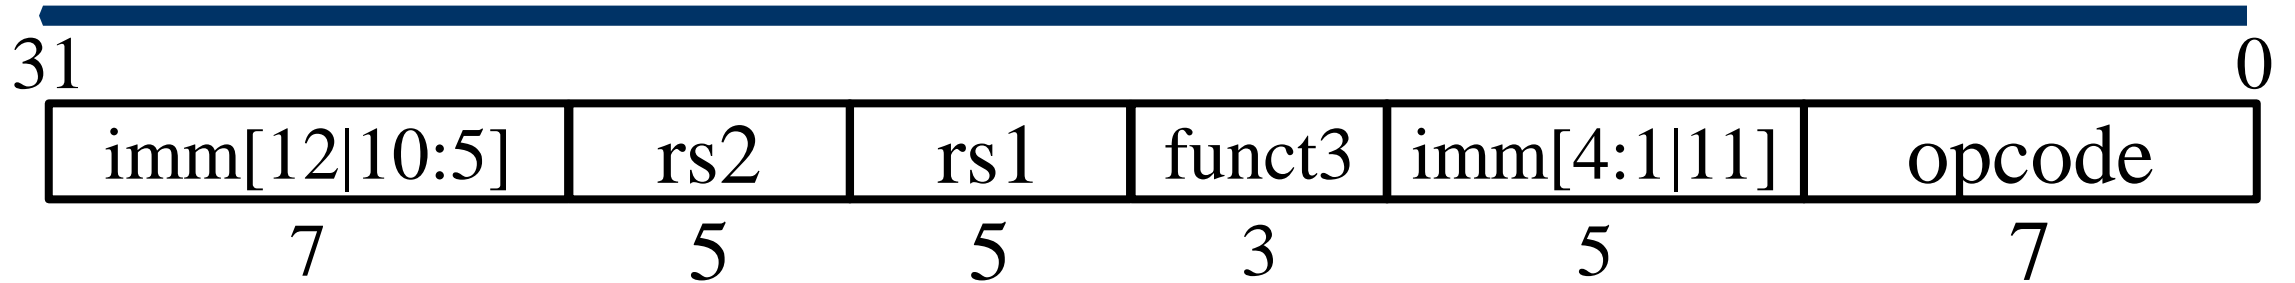 31 0
imm[12|10:5] rs2 rs1 funct3 imm[4:1|11] opcode
7 5 5 3 5 7